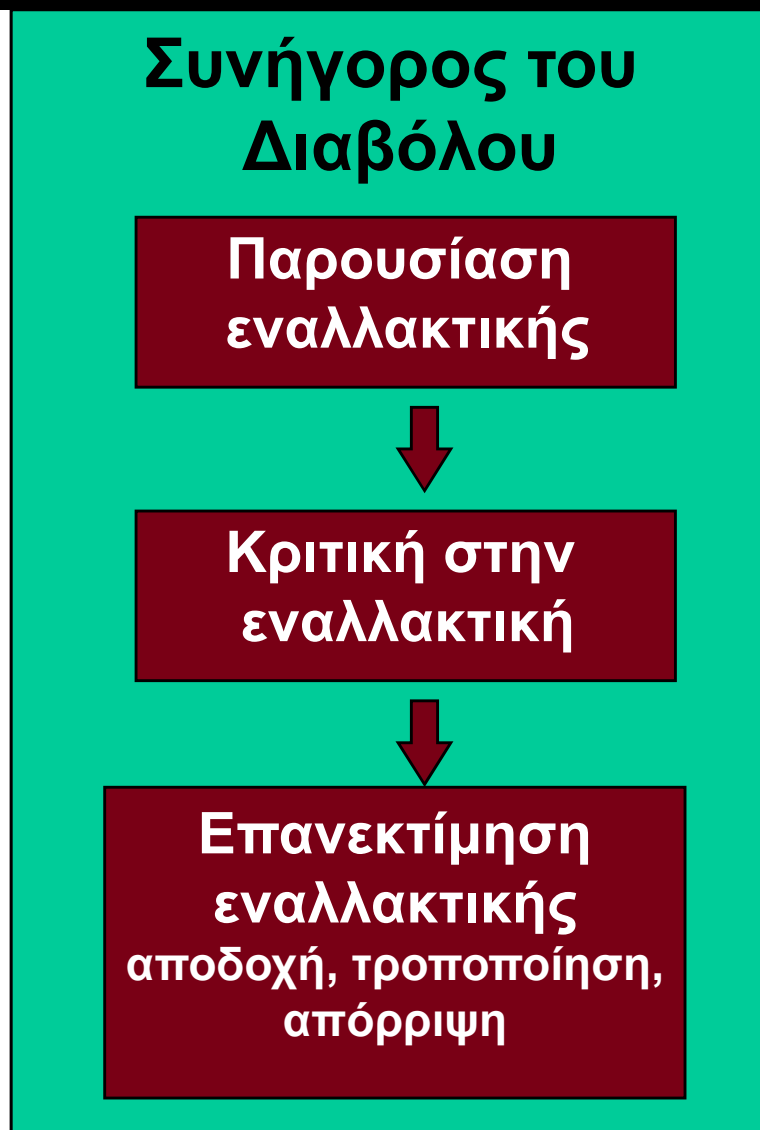 Συνήγορος του
Διαβόλου
Παρουσίαση
εναλλακτικής
Κριτική στην
εναλλακτική
Επανεκτίμηση
εναλλακτικής
αποδοχή, τροποποίηση,
απόρριψη